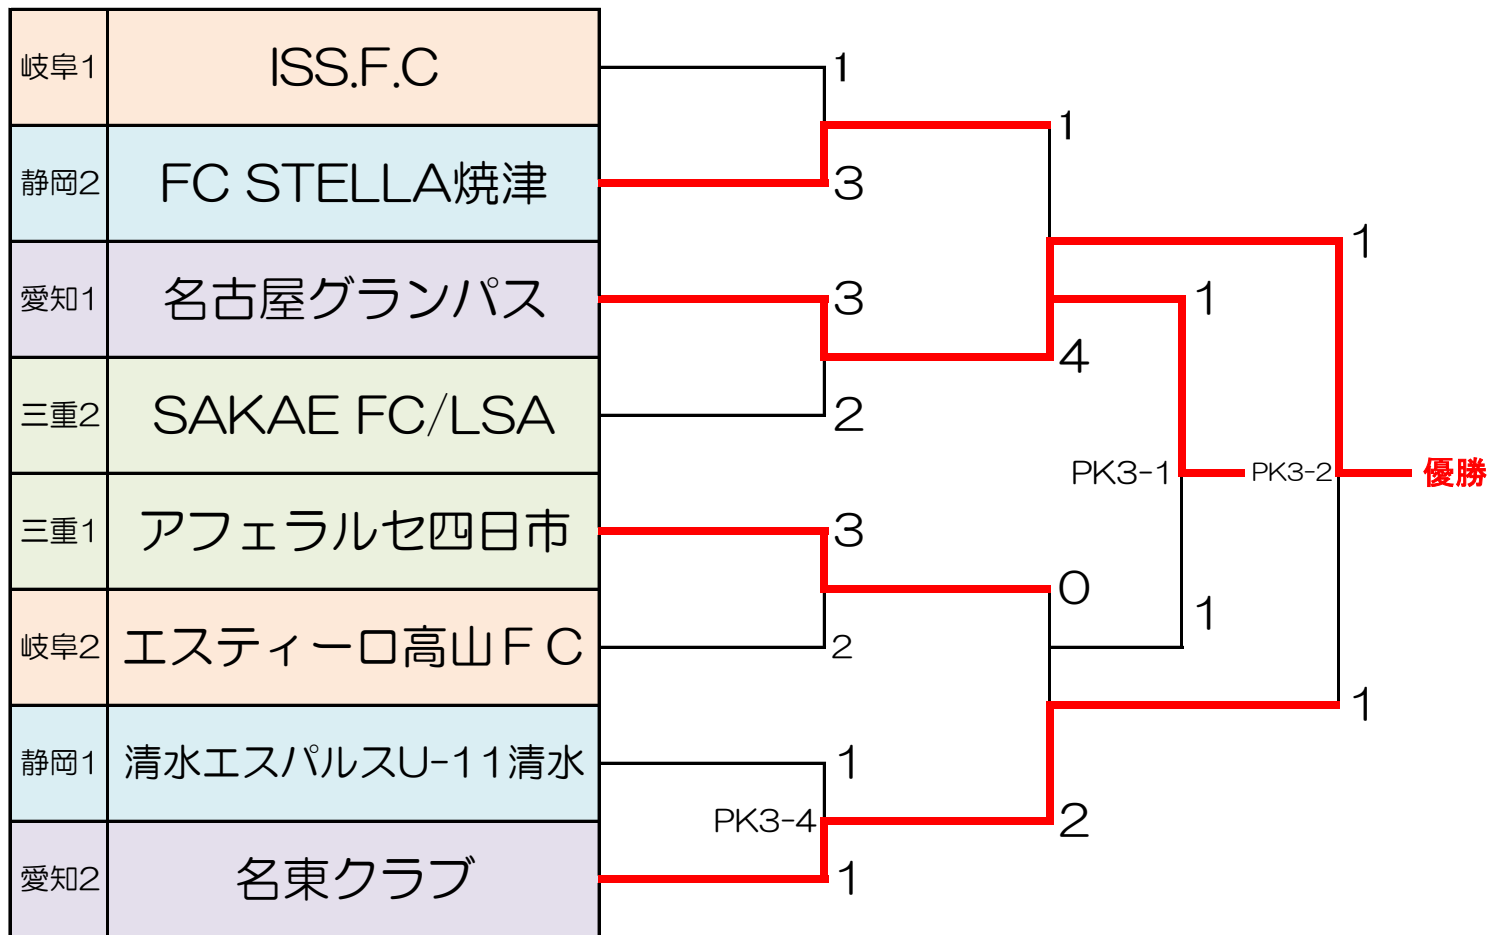 岐阜1 ISS.F.C
静岡2 FC STELLA焼津
愛知1 名古屋グランパス
三重2 SAKAE FC/LSA
三重1 アフェラルセ四日市
岐阜2 エスティーロ高山ＦＣ
静岡1 清水エスパルスU-11清水
愛知2 名東クラブ
1
3
3
2
3
2
1
PK3-4
1
1
4
0
2
1
PK3-1
1
1
PK3-2
1
優勝